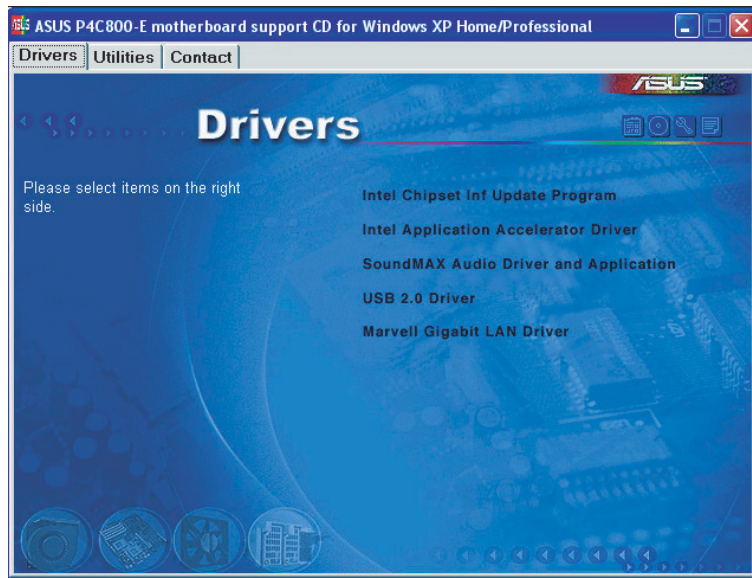 ASUS P4C800-E motherboard support CD for Windows XP Home/Professional
Drivers Utilities Contact
ASUS
Drivers
Please select items on the right
side.
Intel Chipset Inf Update Program
Intel Application Accelerator Driver
SoundMAX Audio Driver and Application
USB 2.0 Driver
Marvell Gigabit LAN Driver